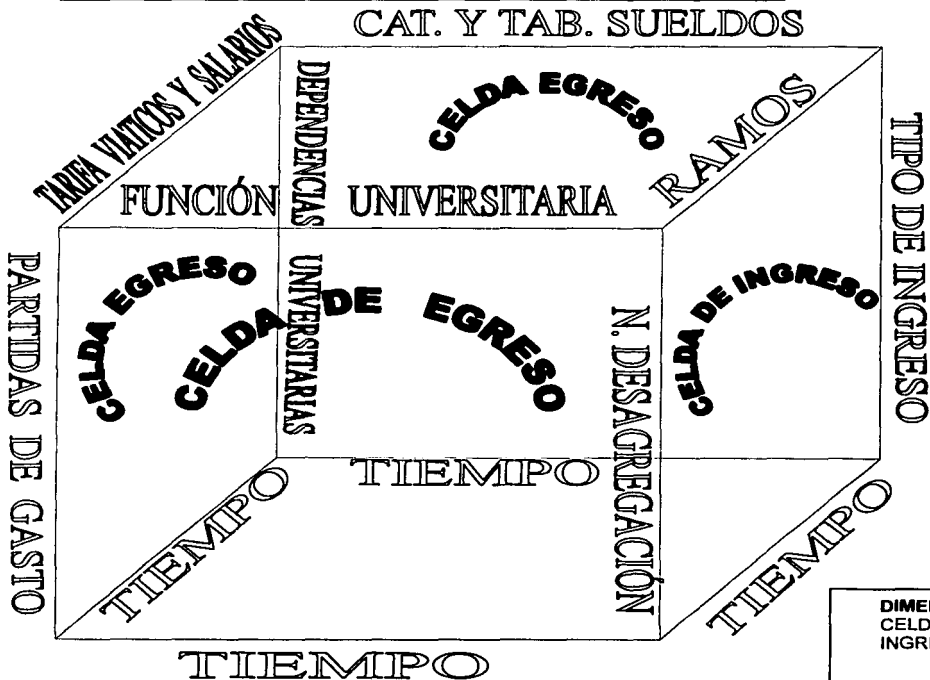 CAT. Y TAB. SUELDOS
TARIFA VIATICOS Y SALARIOS
DEPENDENCIAS UNIVERSITARIAS
CELDA EGRESO
RAMOS
TIPO DE INGRESO
FUNCIÓN UNIVERSITARIA
PARTIDAS DE GASTO
CELDA EGRESO
CELDA DE EGRESO
N. DESAGREGACIÓN
CELDA DE INGRESO
TIEMPO
TIEMPO
TIEMPO
TIEMPO